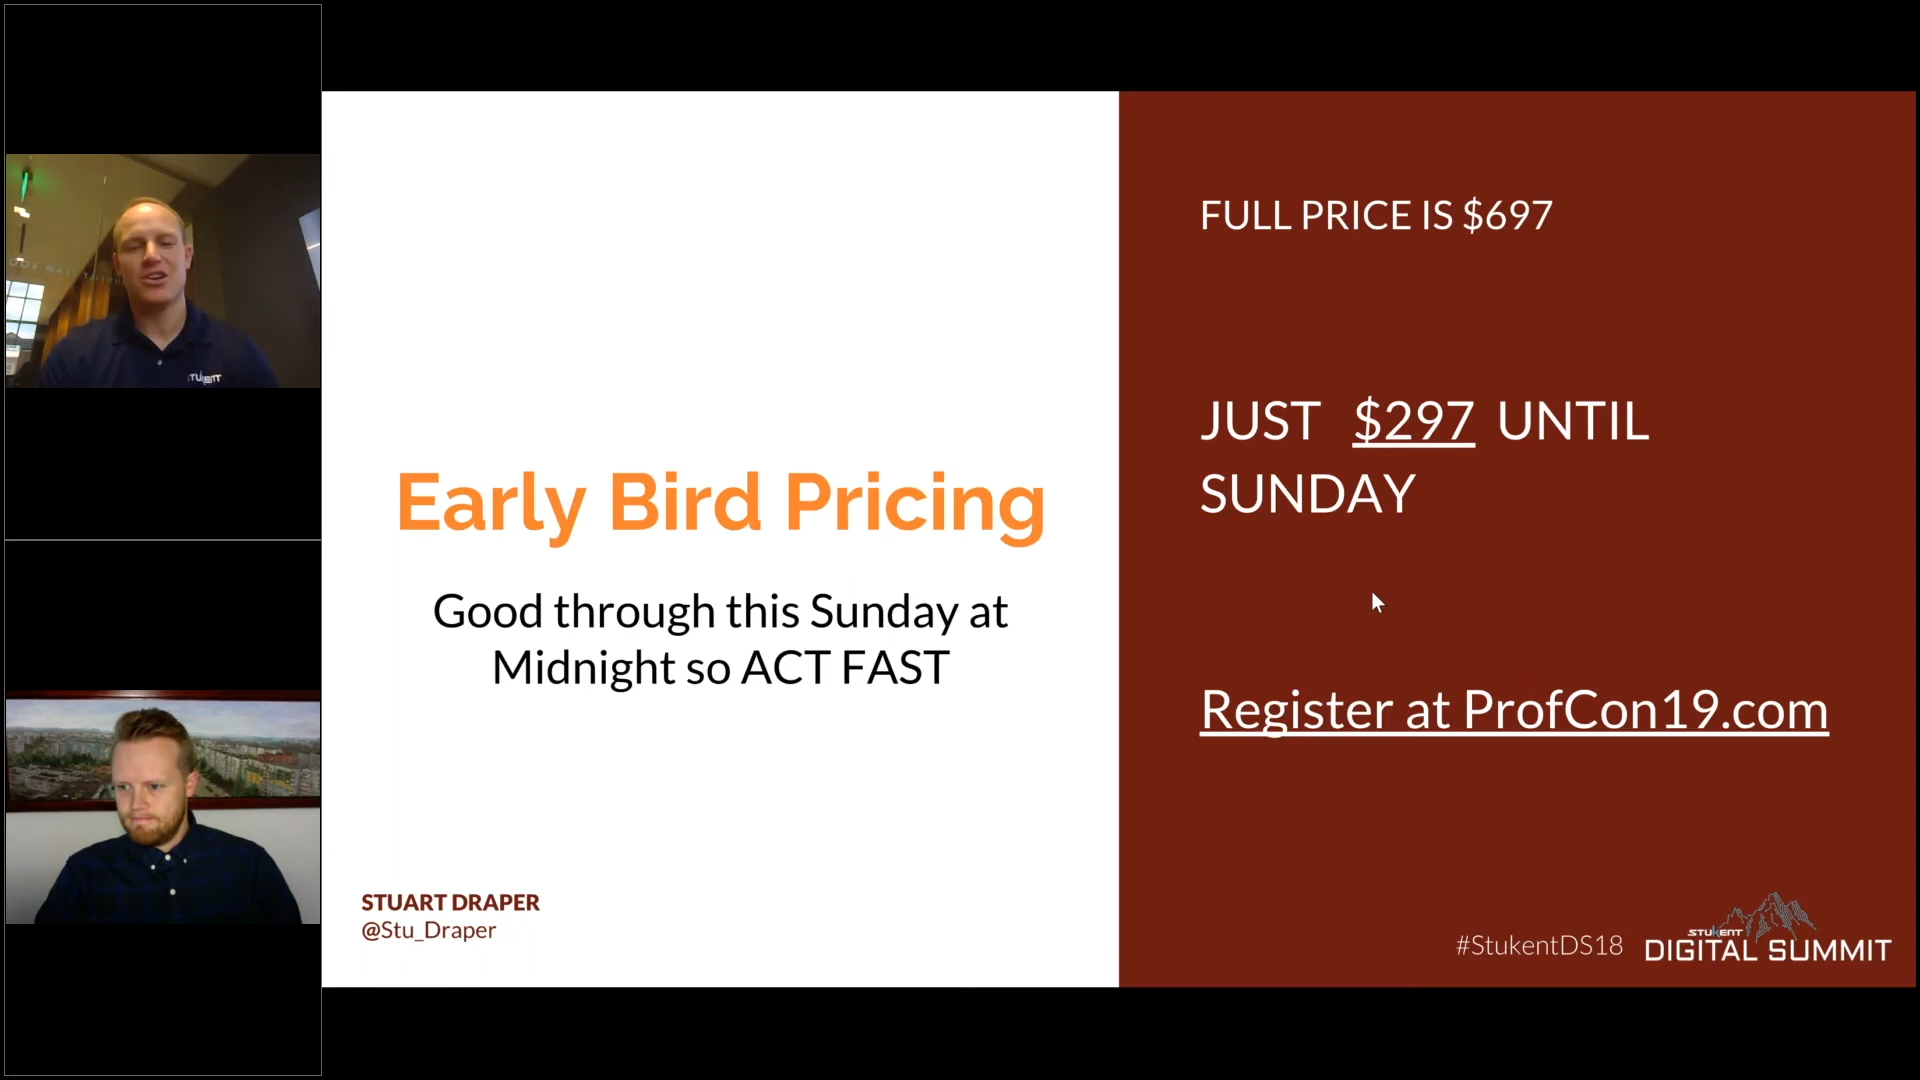 STUKENT
Early Bird Pricing
Good through this Sunday at
Midnight so ACT FAST
STUART DRAPER
@Stu_Draper
FULL PRICE IS $697
JUST $297 UNTIL
SUNDAY
Register at ProfCon19.com
#StukentDS18
STUKENT
DIGITAL SUMMIT